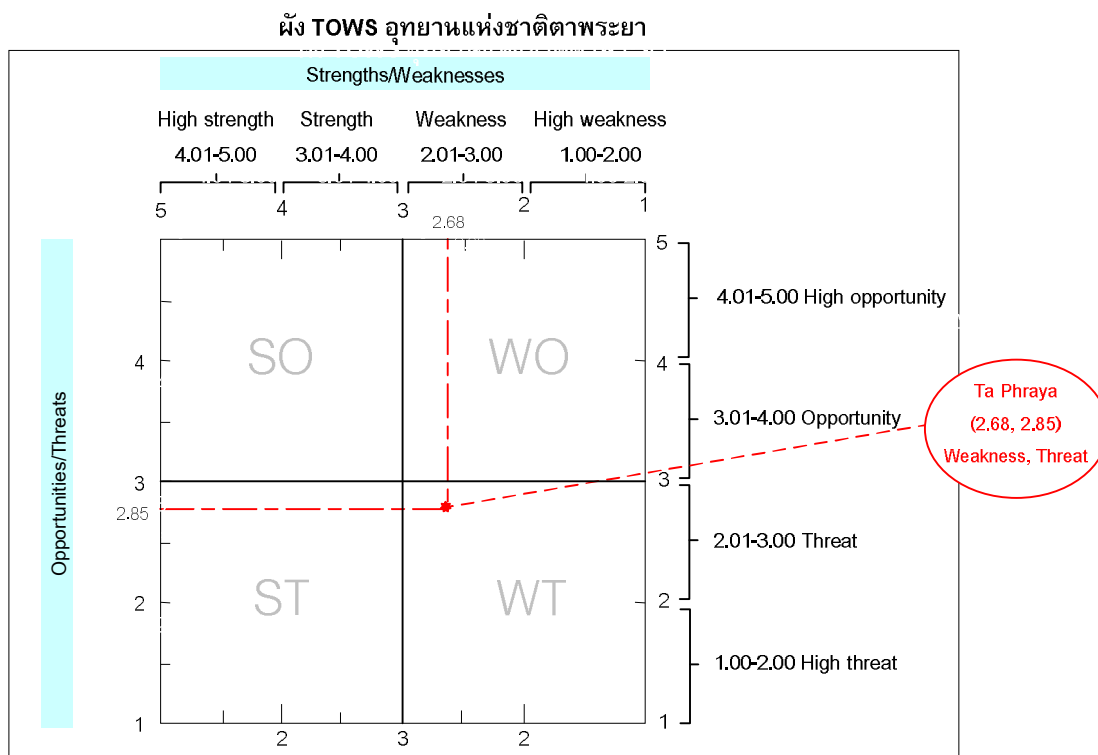 ผัง TOWS อุทยานแห่งชาติตาพระยา
Strengths/Weaknesses
High strength Strength Weakness High weakness
4.01-5.00 3.01-4.00 2.01-3.00 1.00-2.00
5 4 3 2 1
2.68
Opportunities/Threats
5
4.01-5.00 High opportunity
SO WO
4 4
3.01-4.00 Opportunity
Ta Phraya
(2.68, 2.85)
Weakness, Threat
3 3
2.85
2.01-3.00 Threat
ST WT
2 2
1.00-2.00 High threat
1 1
2 3 2